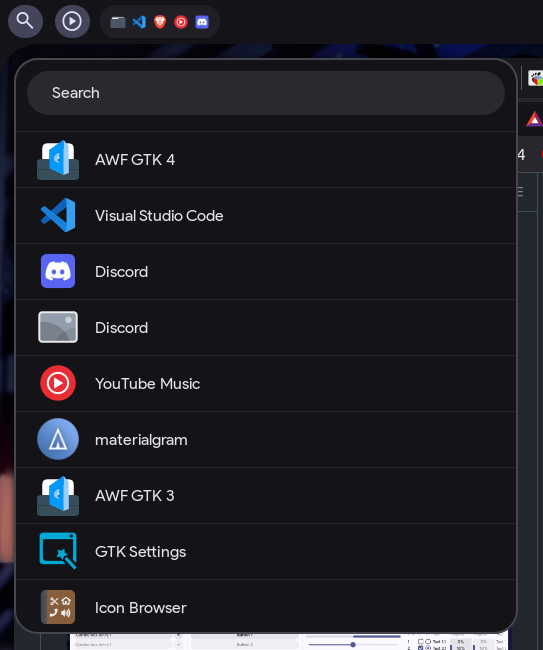 Search
AWF GTK 4
4
Visual Studio Code
Discord
Discord
YouTube Music
materialgram
AWF GTK 3
GTK Settings
Icon Browser